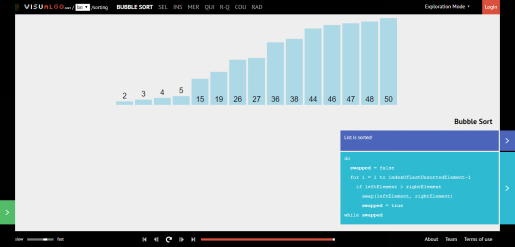 VISUALGO.NET / en /sorting BUBBLE SORT SEL INS MER QUI R-Q COU RAD Exploration Mode Login
2 3 4 5 15 19 26 27 36 38 44 46 47 48 50
Bubble Sort
List is sorted!
do
swapped = false
for i = 1 to indexOfLastUnsortedElement-1
if leftElement > rightElement
swap(leftElement, rightElement)
swapped = true
while swapped
slow fast About Team Terms of use